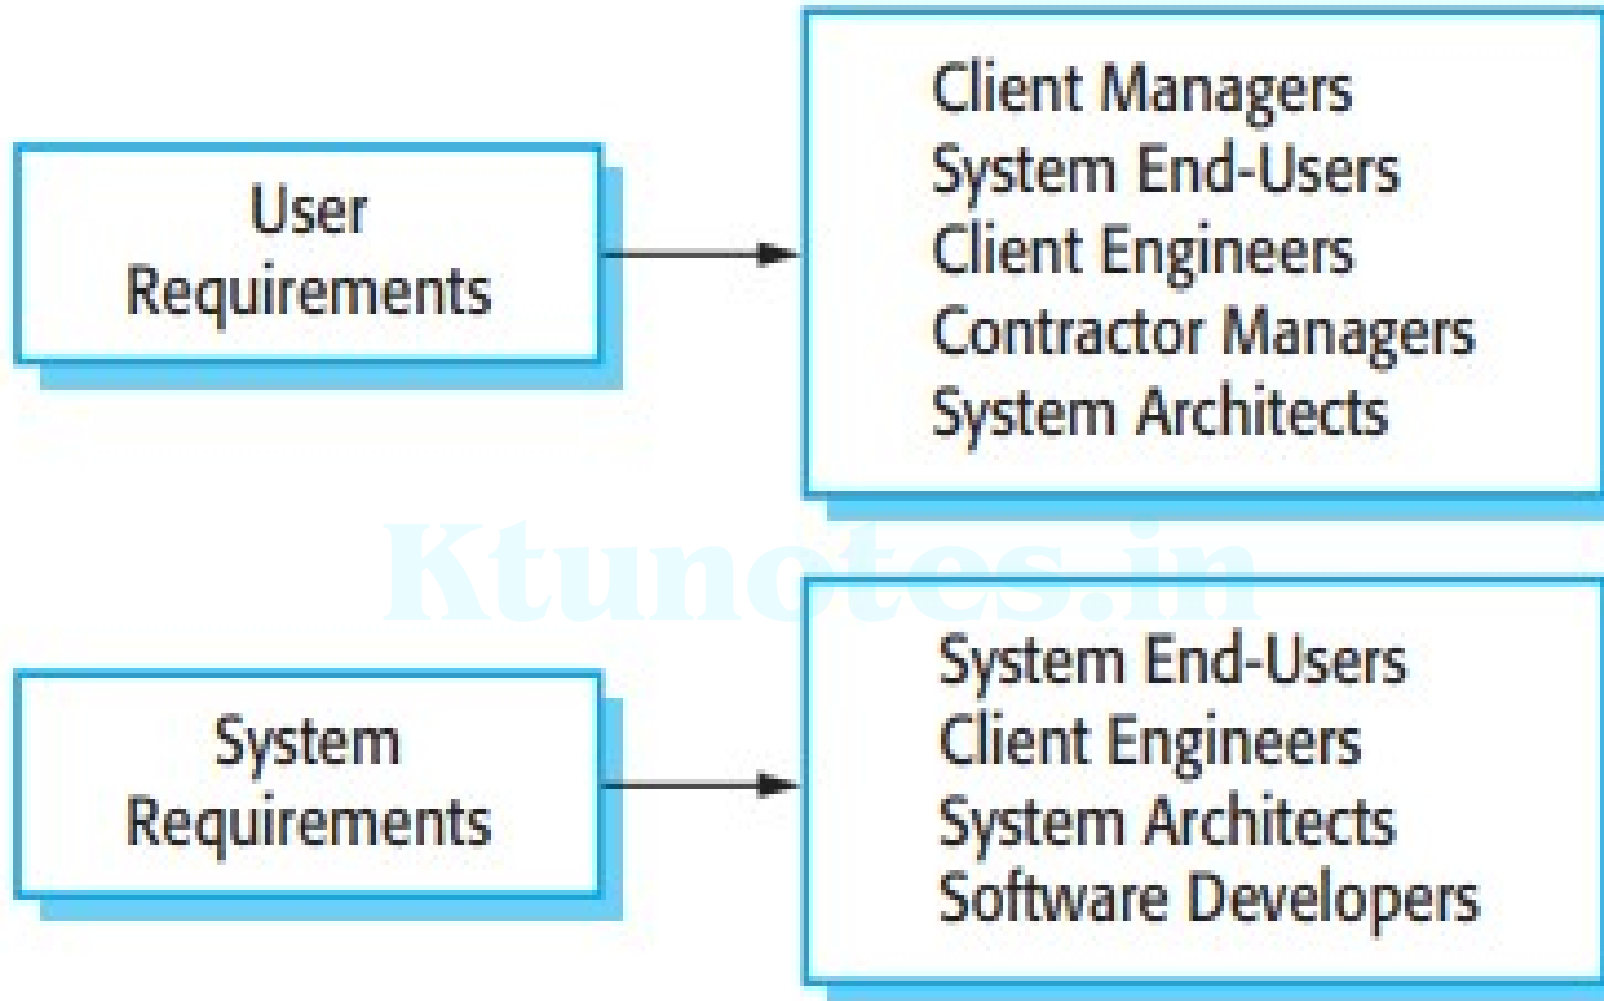 User
Requirements
Client Managers
System End-Users
Client Engineers
Contractor Managers
System Architects
Ktunotes.in
System
Requirements
System End-Users
Client Engineers
System Architects
Software Developers